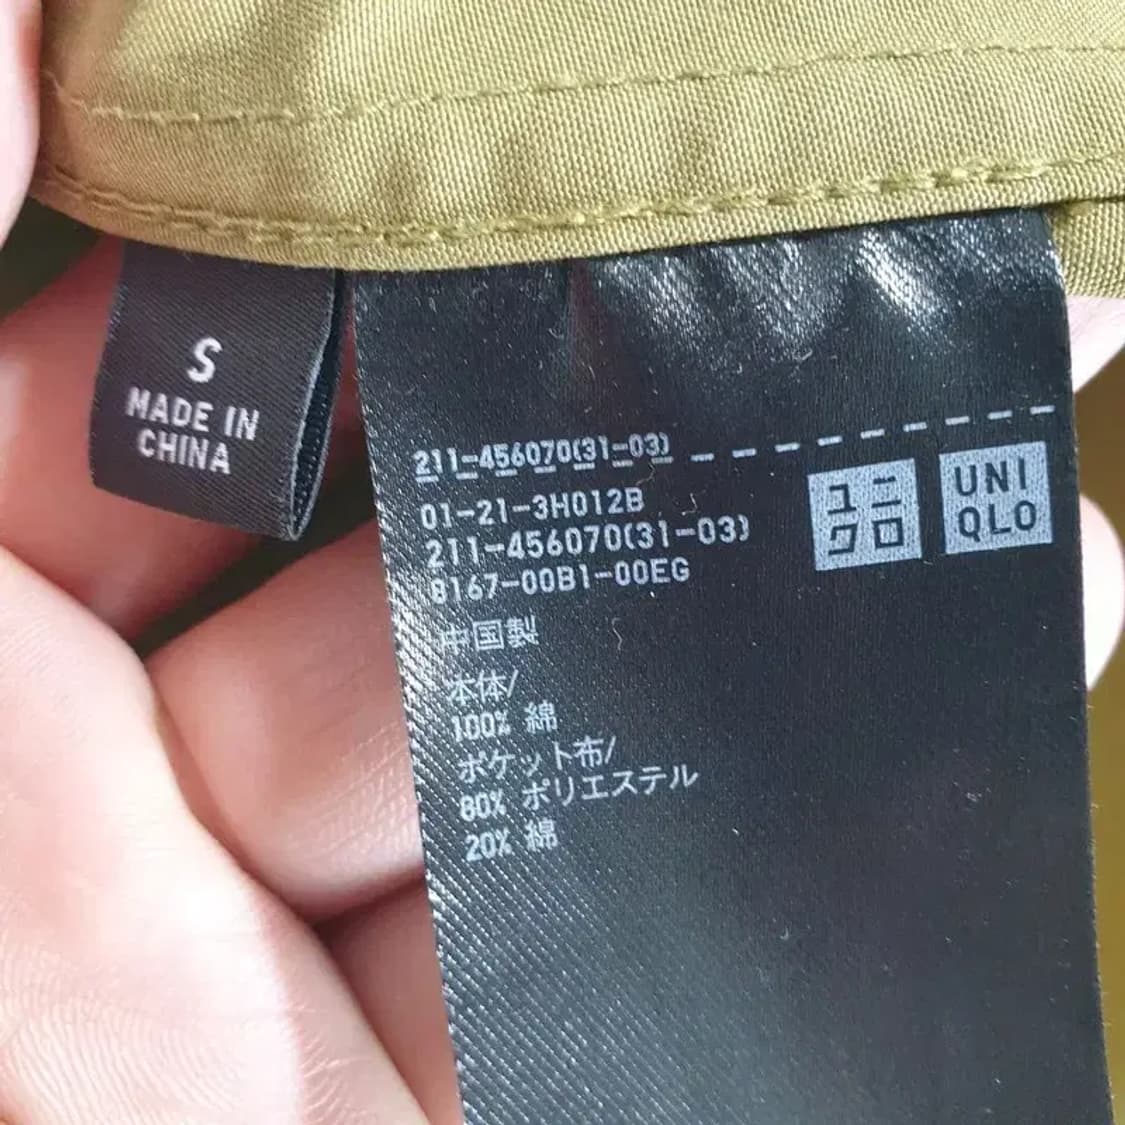 S
MADE IN
CHINA
211-456070(31-03)
01-21-3H012B
211-456070(31-03)
8167-00B1-00EG
中国製
本体/
100% 綿
ポケット布/
80% ポリエステル
20% 綿
ユニ
クロ
UNI
QLO